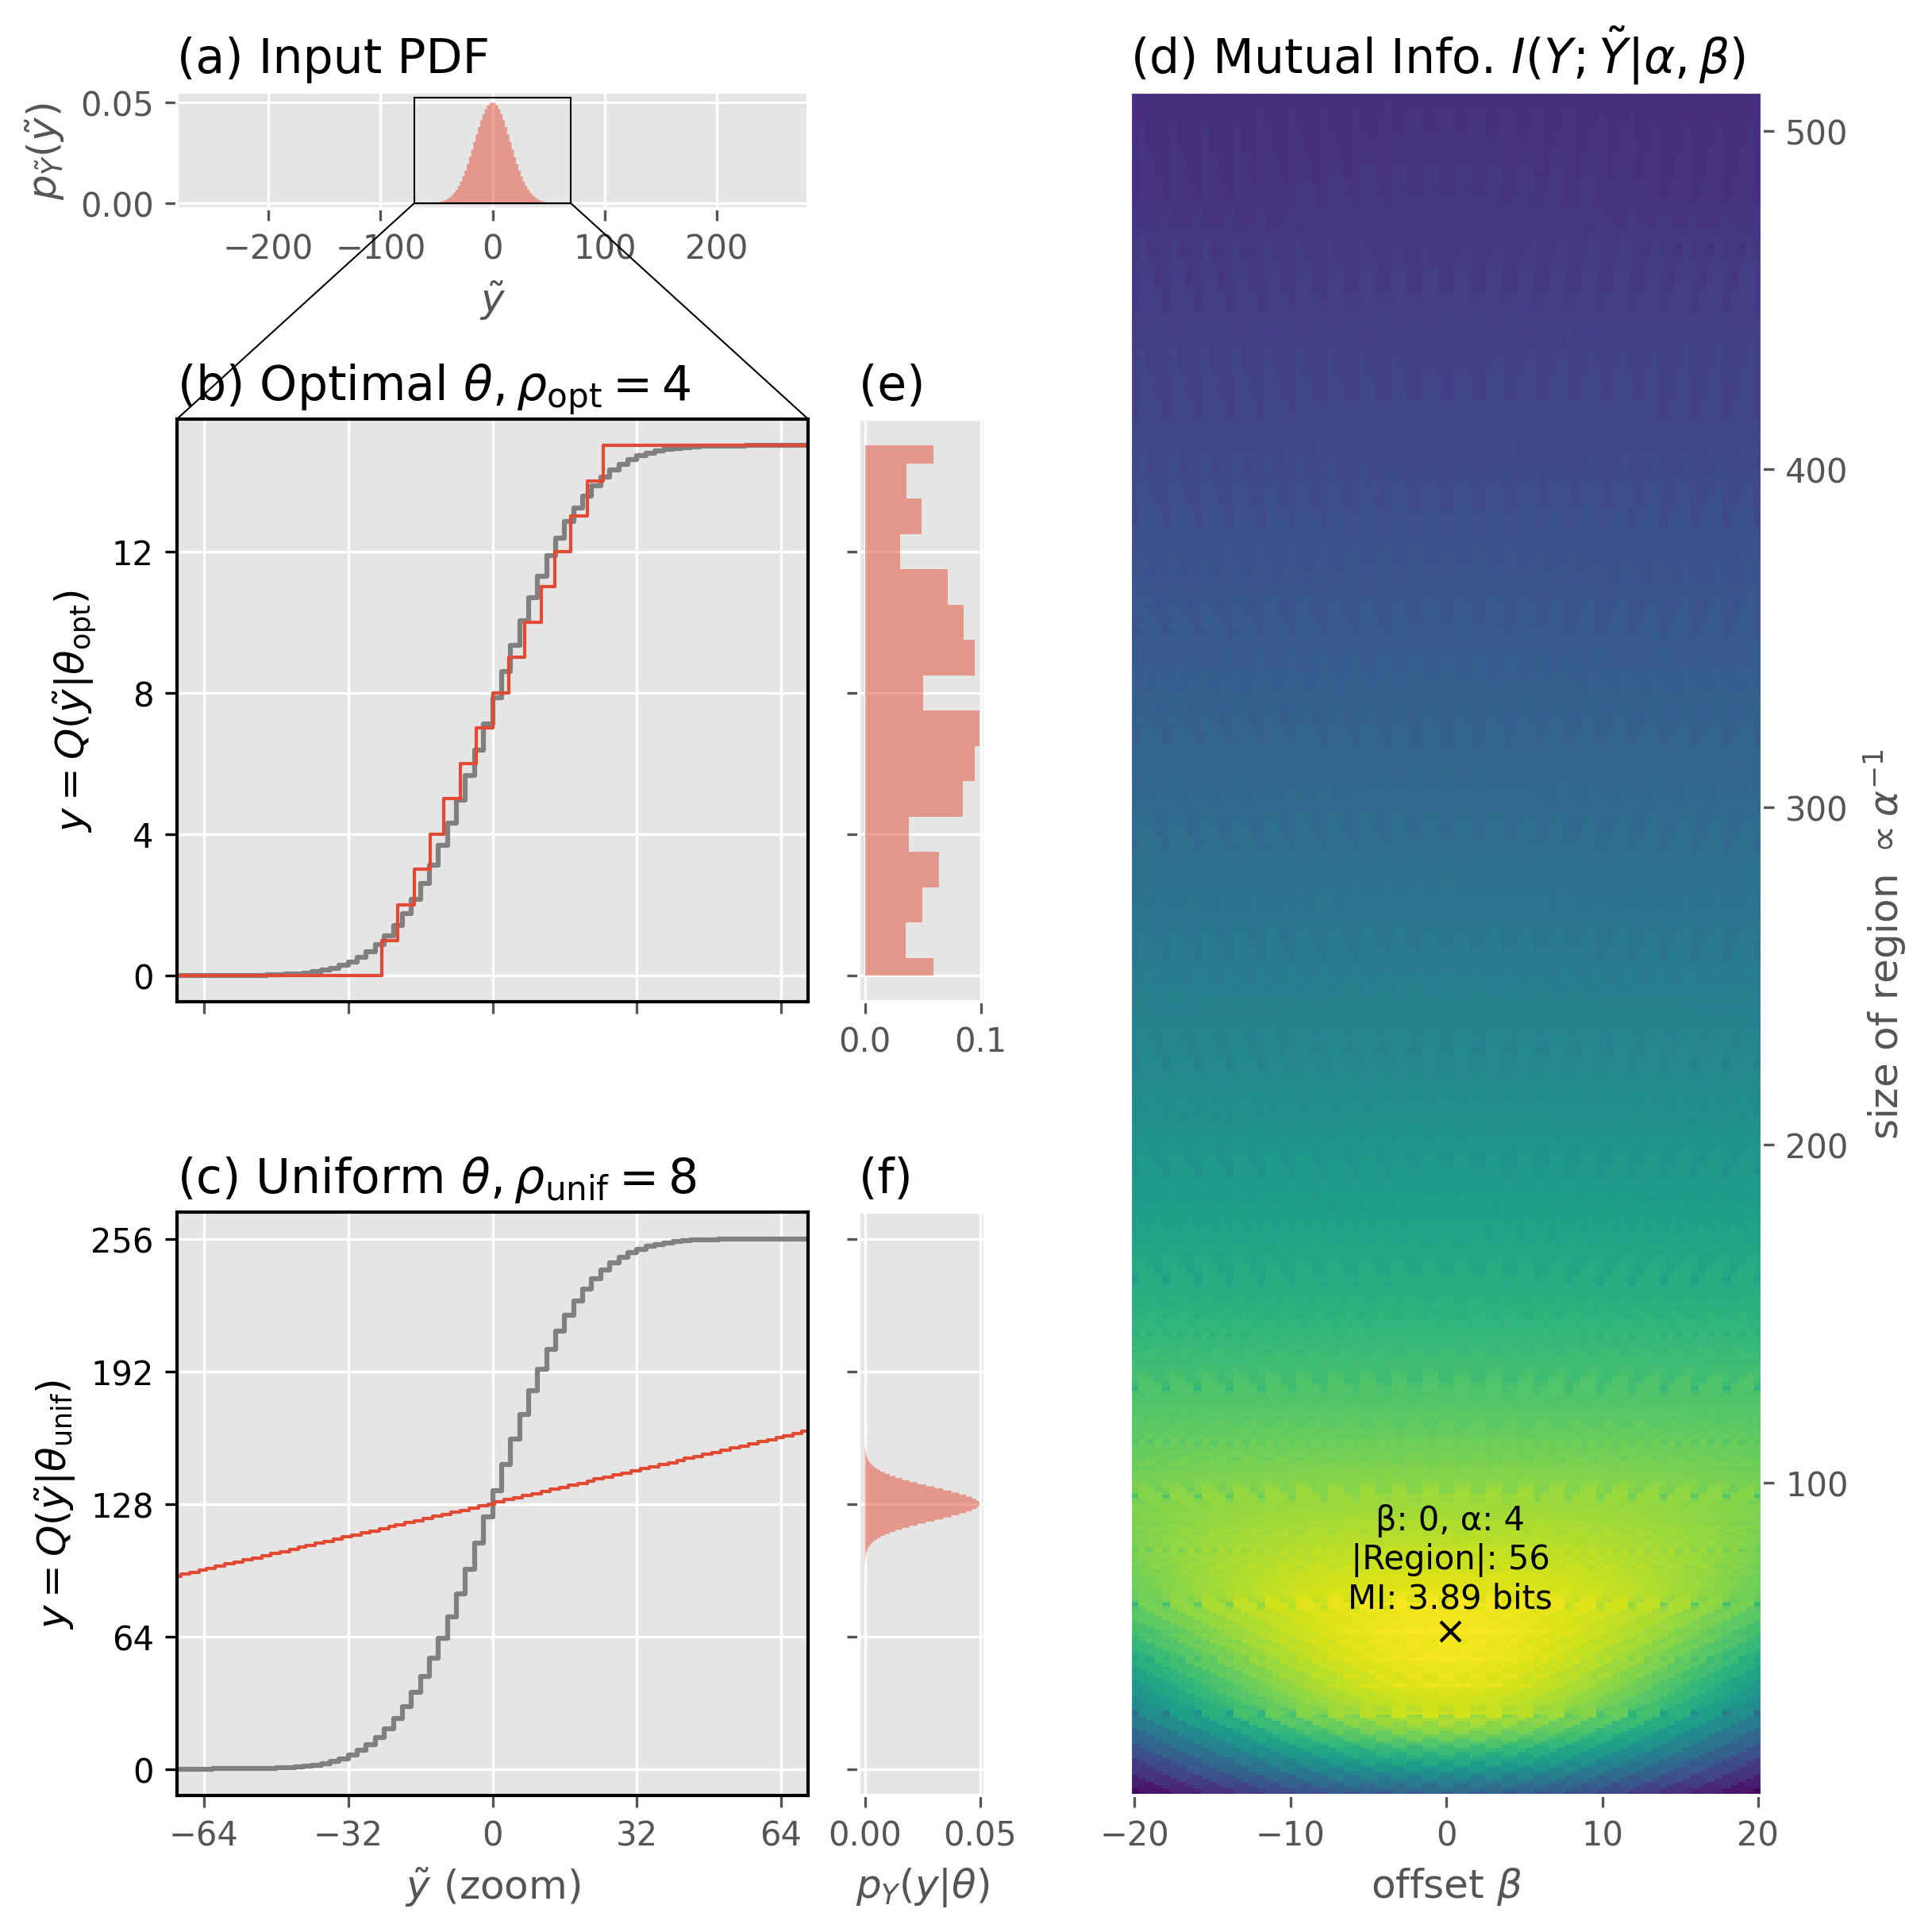 (a) Input PDF
p_Ỹ(ỹ)
0.05
0.00
−200 −100 0 100 200
ỹ
(b) Optimal θ, ρ_opt = 4
y = Q(ỹ|θ_opt)
12
8
4
0
(e)
0.0 0.1
(c) Uniform θ, ρ_unif = 8
y = Q(ỹ|θ_unif)
256
192
128
64
0
−64 −32 0 32 64
ỹ (zoom)
(f)
0.00 0.05
p_Y(y|θ)
(d) Mutual Info. I(Y; Ỹ|α, β)
500
400
300
200
100
size of region ∝ α⁻¹
β: 0, α: 4
|Region|: 56
MI: 3.89 bits
−20 −10 0 10 20
offset β